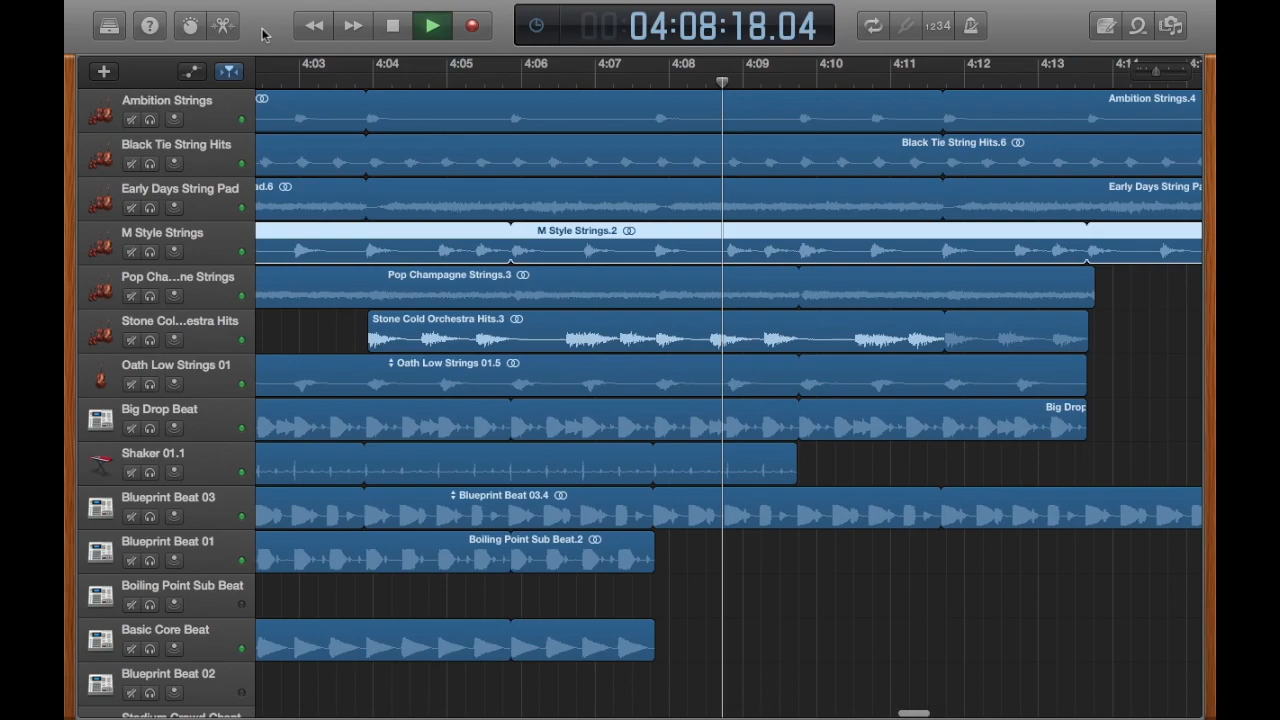 04:08:18.04
1234
4:03 4:04 4:05 4:06 4:07 4:08 4:09 4:10 4:11 4:12 4:13
Ambition Strings
Ambition Strings.4
Black Tie String Hits
Black Tie String Hits.6
Early Days String Pad
ad.6
Early Days String Pa
M Style Strings
M Style Strings.2
Pop Cha...ne Strings
Pop Champagne Strings.3
Stone Col...estra Hits
Stone Cold Orchestra Hits.3
Oath Low Strings 01
Oath Low Strings 01.5
Big Drop Beat
Big Drop
Shaker 01.1
Blueprint Beat 03
Blueprint Beat 03.4
Blueprint Beat 01
Boiling Point Sub Beat.2
Boiling Point Sub Beat
Basic Core Beat
Blueprint Beat 02
Stadium Crowd Chant